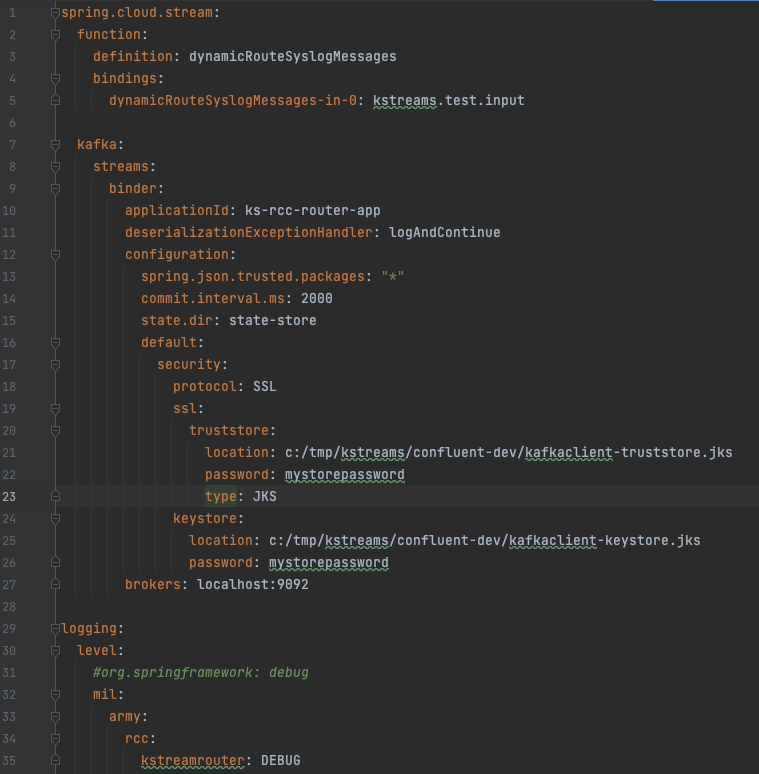 1 spring.cloud.stream:
2   function:
3     definition: dynamicRouteSyslogMessages
4     bindings:
5       dynamicRouteSyslogMessages-in-0: kstreams.test.input
6
7   kafka:
8     streams:
9       binder:
10         applicationId: ks-rcc-router-app
11         deserializationExceptionHandler: logAndContinue
12         configuration:
13           spring.json.trusted.packages: "*"
14           commit.interval.ms: 2000
15           state.dir: state-store
16           default:
17             security:
18               protocol: SSL
19               ssl:
20                 truststore:
21                   location: c:/tmp/kstreams/confluent-dev/kafkaclient-truststore.jks
22                   password: mystorepassword
23                   type: JKS
24               keystore:
25                 location: c:/tmp/kstreams/confluent-dev/kafkaclient-keystore.jks
26                 password: mystorepassword
27         brokers: localhost:9092
28
29 logging:
30   level:
31     #org.springframework: debug
32     mil:
33       army:
34         rcc:
35           kstreamrouter: DEBUG